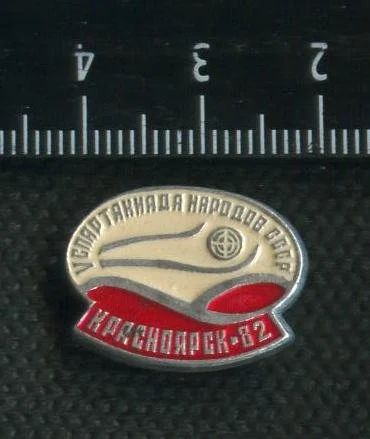 4 3 2
V СПАРТАКИАДА НАРОДОВ СССР
КРАСНОЯРСК-82